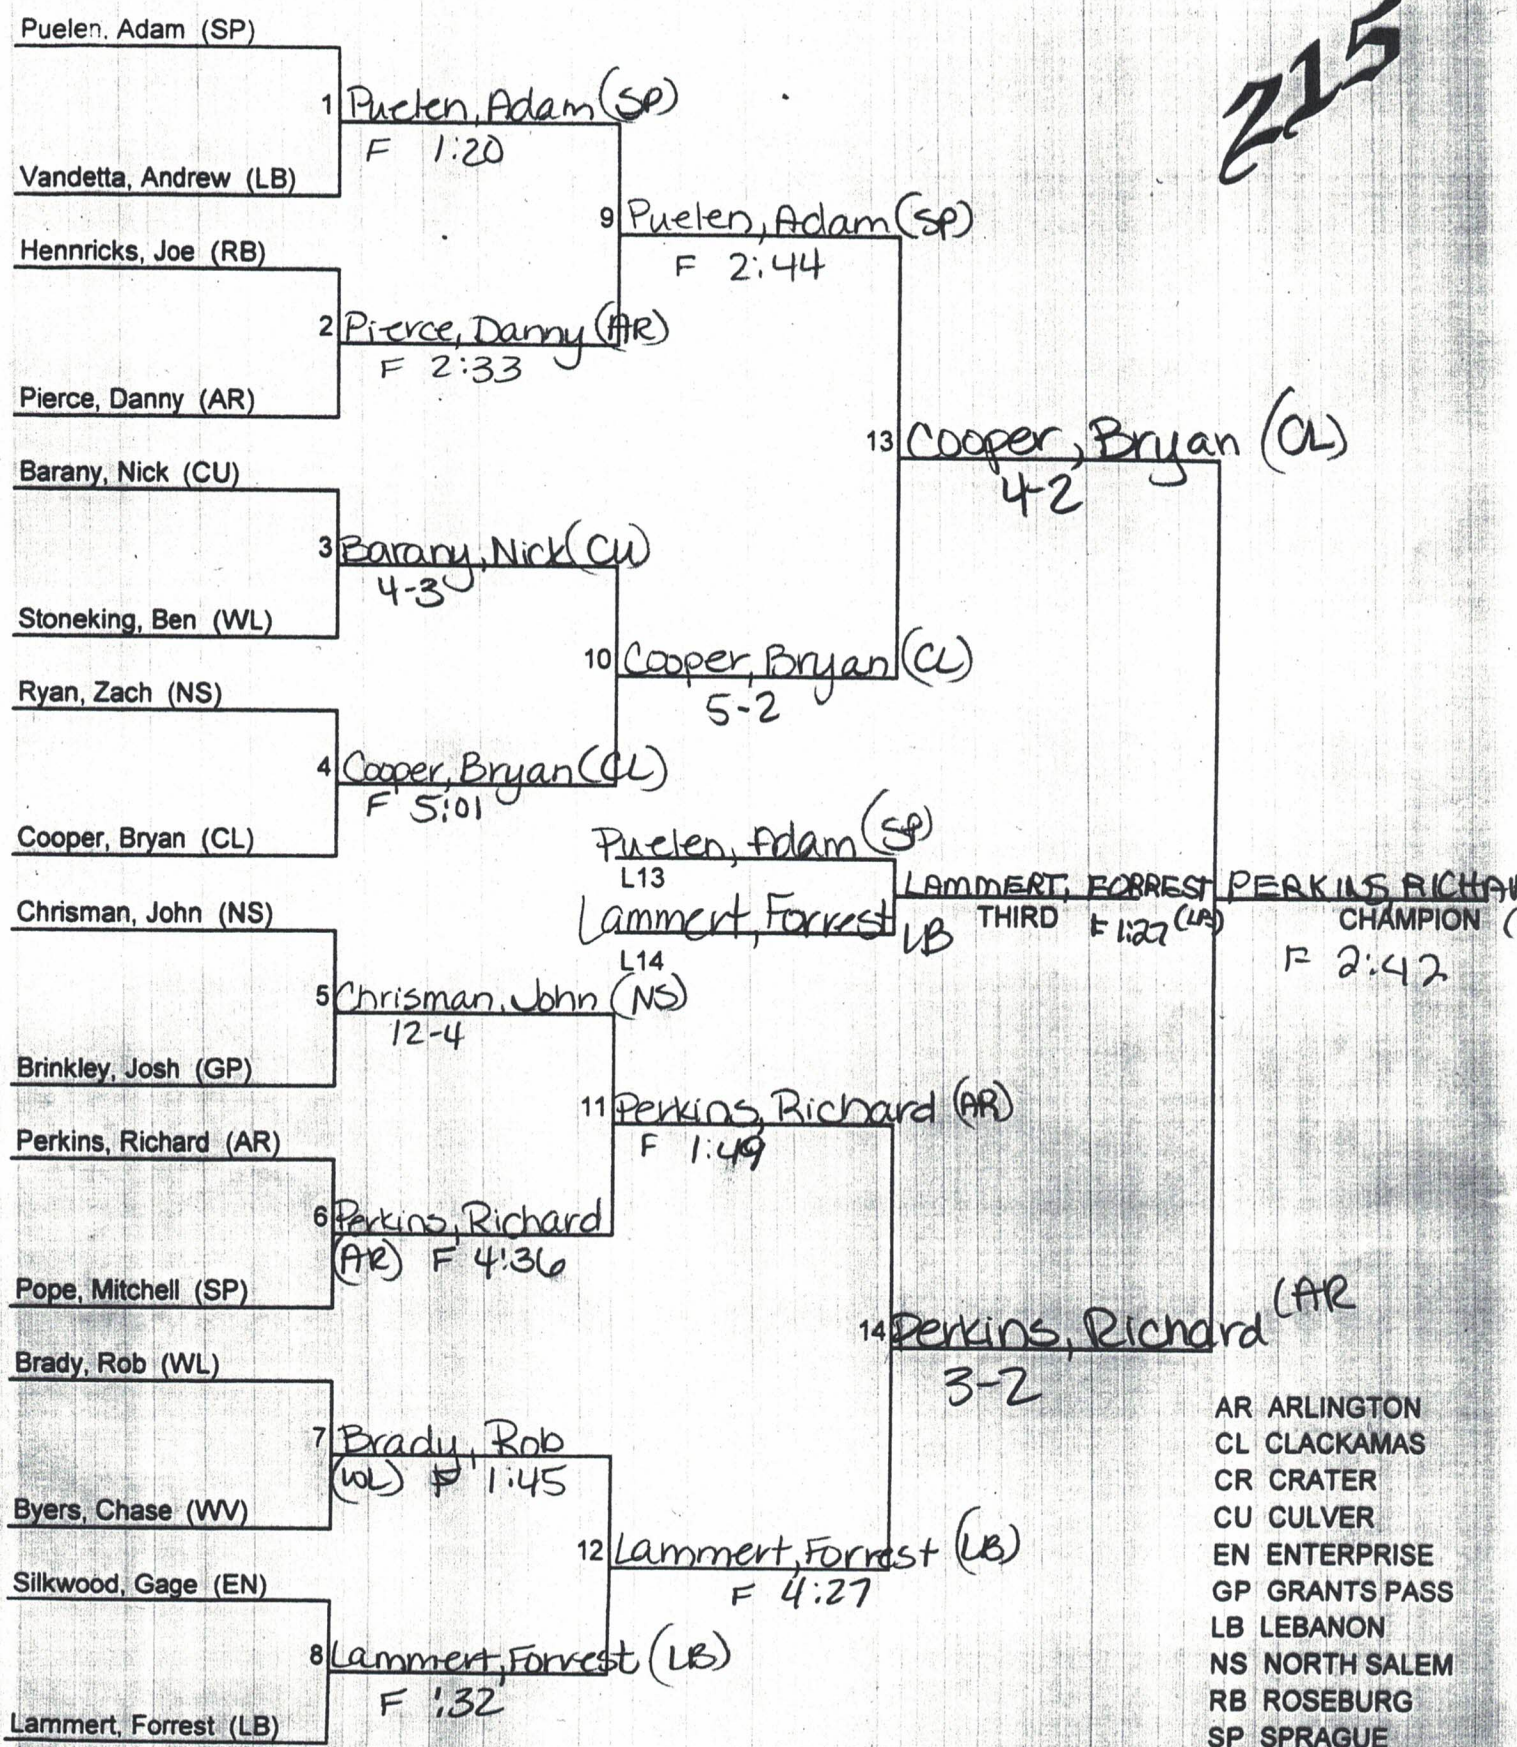 215
Puelen, Adam (SP)
1 Puelen, Adam (SP)
F 1:20
Vandetta, Andrew (LB)
9 Puelen, Adam (SP)
F 2:44
Hennricks, Joe (RB)
2 Pierce, Danny (AR)
F 2:33
Pierce, Danny (AR)
13 Cooper, Bryan (CL)
4-2
Barany, Nick (CU)
3 Barany, Nick (CU)
4-3
Stoneking, Ben (WL)
10 Cooper, Bryan (CL)
5-2
Ryan, Zach (NS)
4 Cooper, Bryan (CL)
F 5:01
Cooper, Bryan (CL)
Puelen, Adam (SP)
L13
Lammert, Forrest LB
L14
LAMMERT, FORREST
THIRD F 1:27 (LB)
PERKINS, RICHA
CHAMPION (
F 2:42
Chrisman, John (NS)
5 Chrisman, John (NS)
12-4
Brinkley, Josh (GP)
11 Perkins, Richard (AR)
F 1:49
Perkins, Richard (AR)
6 Perkins, Richard
(AR) F 4:36
Pope, Mitchell (SP)
14 Perkins, Richard (AR
3-2
Brady, Rob (WL)
7 Brady, Rob
(WL) F 1:45
Byers, Chase (WV)
12 Lammert, Forrest (LB)
F 4:27
Silkwood, Gage (EN)
8 Lammert, Forrest (LB)
F :32
Lammert, Forrest (LB)
AR ARLINGTON
CL CLACKAMAS
CR CRATER
CU CULVER
EN ENTERPRISE
GP GRANTS PASS
LB LEBANON
NS NORTH SALEM
RB ROSEBURG
SP SPRAGUE